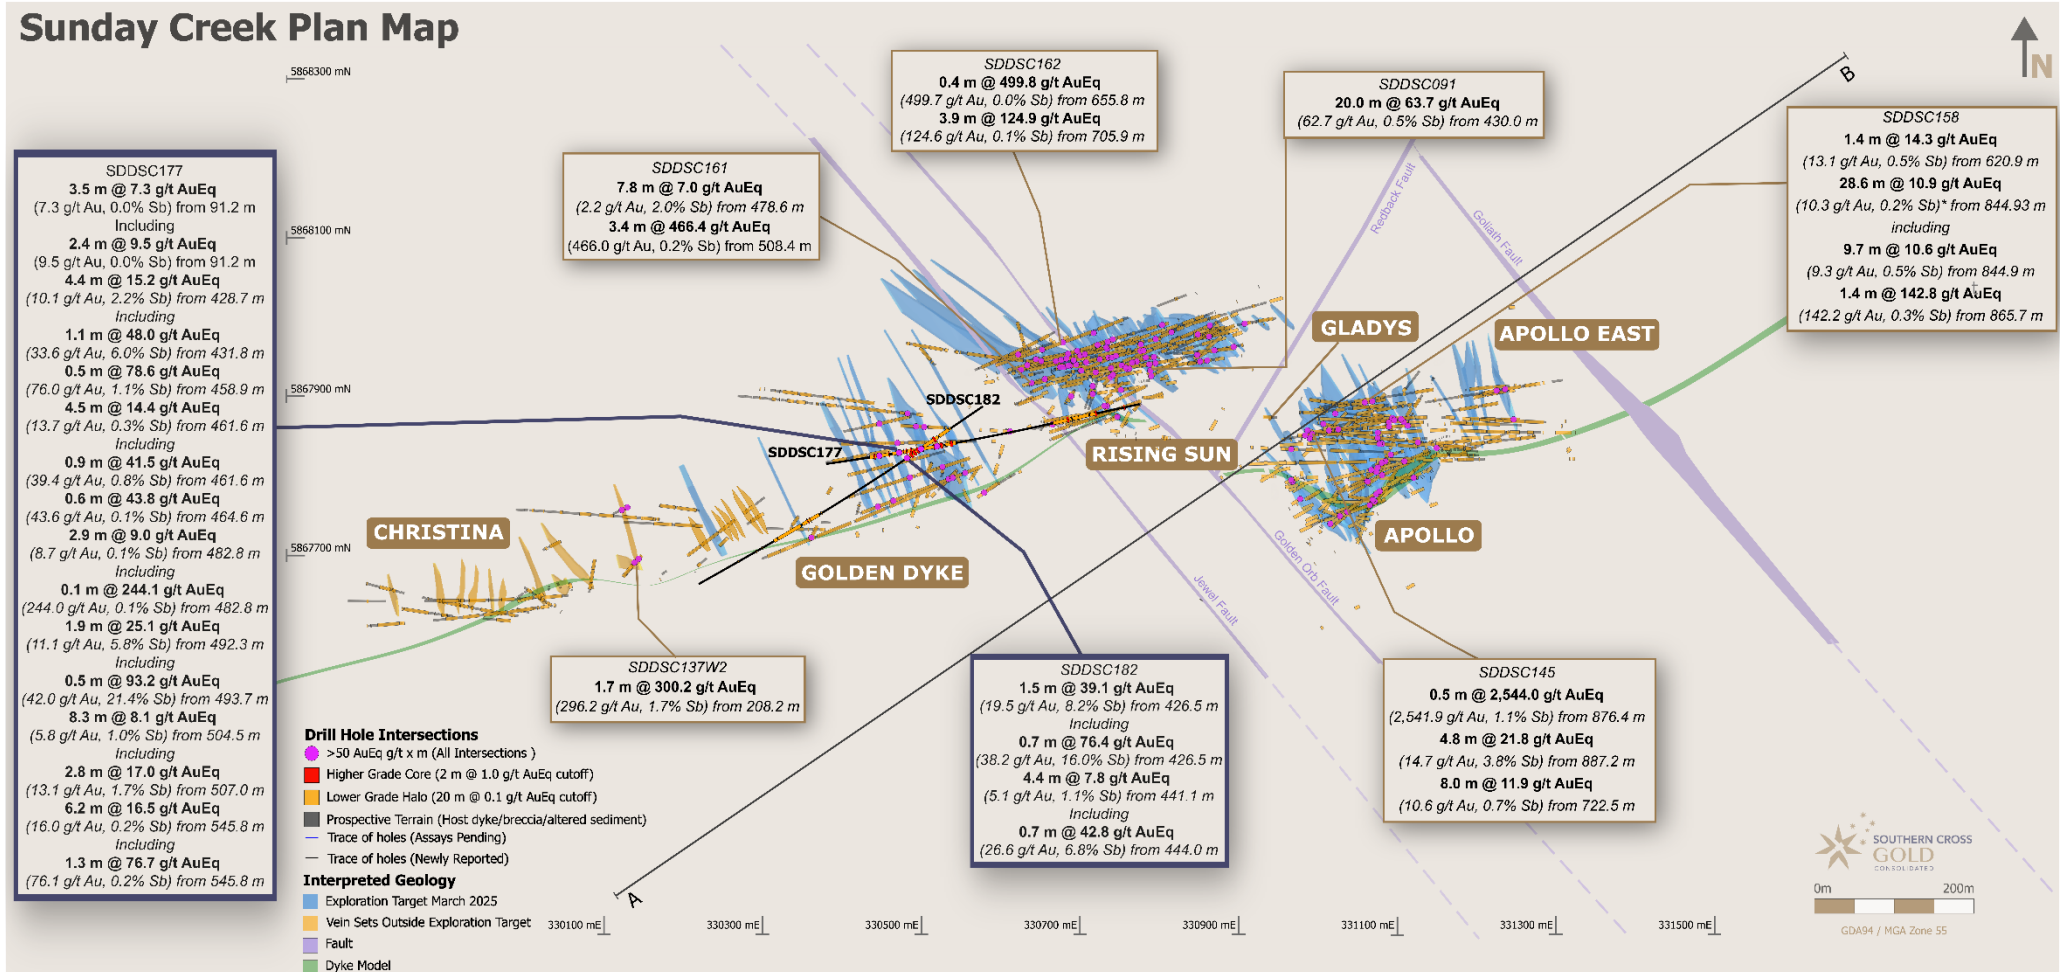 Sunday Creek Plan Map
N
5868300 mN
5868100 mN
5867900 mN
5867700 mN
SDDSC177
3.5 m @ 7.3 g/t AuEq
(7.3 g/t Au, 0.0% Sb) from 91.2 m
Including
2.4 m @ 9.5 g/t AuEq
(9.5 g/t Au, 0.0% Sb) from 91.2 m
4.4 m @ 15.2 g/t AuEq
(10.1 g/t Au, 2.2% Sb) from 428.7 m
Including
1.1 m @ 48.0 g/t AuEq
(33.6 g/t Au, 6.0% Sb) from 431.8 m
0.5 m @ 78.6 g/t AuEq
(76.0 g/t Au, 1.1% Sb) from 458.9 m
4.5 m @ 14.4 g/t AuEq
(13.7 g/t Au, 0.3% Sb) from 461.6 m
Including
0.9 m @ 41.5 g/t AuEq
(39.4 g/t Au, 0.8% Sb) from 461.6 m
0.6 m @ 43.8 g/t AuEq
(43.6 g/t Au, 0.1% Sb) from 464.6 m
2.9 m @ 9.0 g/t AuEq
(8.7 g/t Au, 0.1% Sb) from 482.8 m
Including
0.1 m @ 244.1 g/t AuEq
(244.0 g/t Au, 0.1% Sb) from 482.8 m
1.9 m @ 25.1 g/t AuEq
(11.1 g/t Au, 5.8% Sb) from 492.3 m
Including
0.5 m @ 93.2 g/t AuEq
(42.0 g/t Au, 21.4% Sb) from 493.7 m
8.3 m @ 8.1 g/t AuEq
(5.8 g/t Au, 1.0% Sb) from 504.5 m
Including
2.8 m @ 17.0 g/t AuEq
(13.1 g/t Au, 1.7% Sb) from 507.0 m
6.2 m @ 16.5 g/t AuEq
(16.0 g/t Au, 0.2% Sb) from 545.8 m
Including
1.3 m @ 76.7 g/t AuEq
(76.1 g/t Au, 0.2% Sb) from 545.8 m
SDDSC161
7.8 m @ 7.0 g/t AuEq
(2.2 g/t Au, 2.0% Sb) from 478.6 m
3.4 m @ 466.4 g/t AuEq
(466.0 g/t Au, 0.2% Sb) from 508.4 m
SDDSC162
0.4 m @ 499.8 g/t AuEq
(499.7 g/t Au, 0.0% Sb) from 655.8 m
3.9 m @ 124.9 g/t AuEq
(124.6 g/t Au, 0.1% Sb) from 705.9 m
SDDSC091
20.0 m @ 63.7 g/t AuEq
(62.7 g/t Au, 0.5% Sb) from 430.0 m
B
SDDSC158
1.4 m @ 14.3 g/t AuEq
(13.1 g/t Au, 0.5% Sb) from 620.9 m
28.6 m @ 10.9 g/t AuEq
(10.3 g/t Au, 0.2% Sb)* from 844.93 m
including
9.7 m @ 10.6 g/t AuEq
(9.3 g/t Au, 0.5% Sb) from 844.9 m
1.4 m @ 142.8 g/t AuEq
(142.2 g/t Au, 0.3% Sb) from 865.7 m
Redback Fault
Goliath Fault
GLADYS
APOLLO EAST
SDDSC182
SDDSC177
RISING SUN
CHRISTINA
GOLDEN DYKE
APOLLO
Jewel Fault
Golden Orb Fault
SDDSC137W2
1.7 m @ 300.2 g/t AuEq
(296.2 g/t Au, 1.7% Sb) from 208.2 m
SDDSC182
1.5 m @ 39.1 g/t AuEq
(19.5 g/t Au, 8.2% Sb) from 426.5 m
Including
0.7 m @ 76.4 g/t AuEq
(38.2 g/t Au, 16.0% Sb) from 426.5 m
4.4 m @ 7.8 g/t AuEq
(5.1 g/t Au, 1.1% Sb) from 441.1 m
Including
0.7 m @ 42.8 g/t AuEq
(26.6 g/t Au, 6.8% Sb) from 444.0 m
SDDSC145
0.5 m @ 2,544.0 g/t AuEq
(2,541.9 g/t Au, 1.1% Sb) from 876.4 m
4.8 m @ 21.8 g/t AuEq
(14.7 g/t Au, 3.8% Sb) from 887.2 m
8.0 m @ 11.9 g/t AuEq
(10.6 g/t Au, 0.7% Sb) from 722.5 m
Drill Hole Intersections
>50 AuEq g/t x m (All Intersections )
Higher Grade Core (2 m @ 1.0 g/t AuEq cutoff)
Lower Grade Halo (20 m @ 0.1 g/t AuEq cutoff)
Prospective Terrain (Host dyke/breccia/altered sediment)
Trace of holes (Assays Pending)
Trace of holes (Newly Reported)
Interpreted Geology
Exploration Target March 2025
Vein Sets Outside Exploration Target
Fault
Dyke Model
A
330100 mE
330300 mE
330500 mE
330700 mE
330900 mE
331100 mE
331300 mE
331500 mE
SOUTHERN CROSS
GOLD
CONSOLIDATED
0m 200m
GDA94 / MGA Zone 55